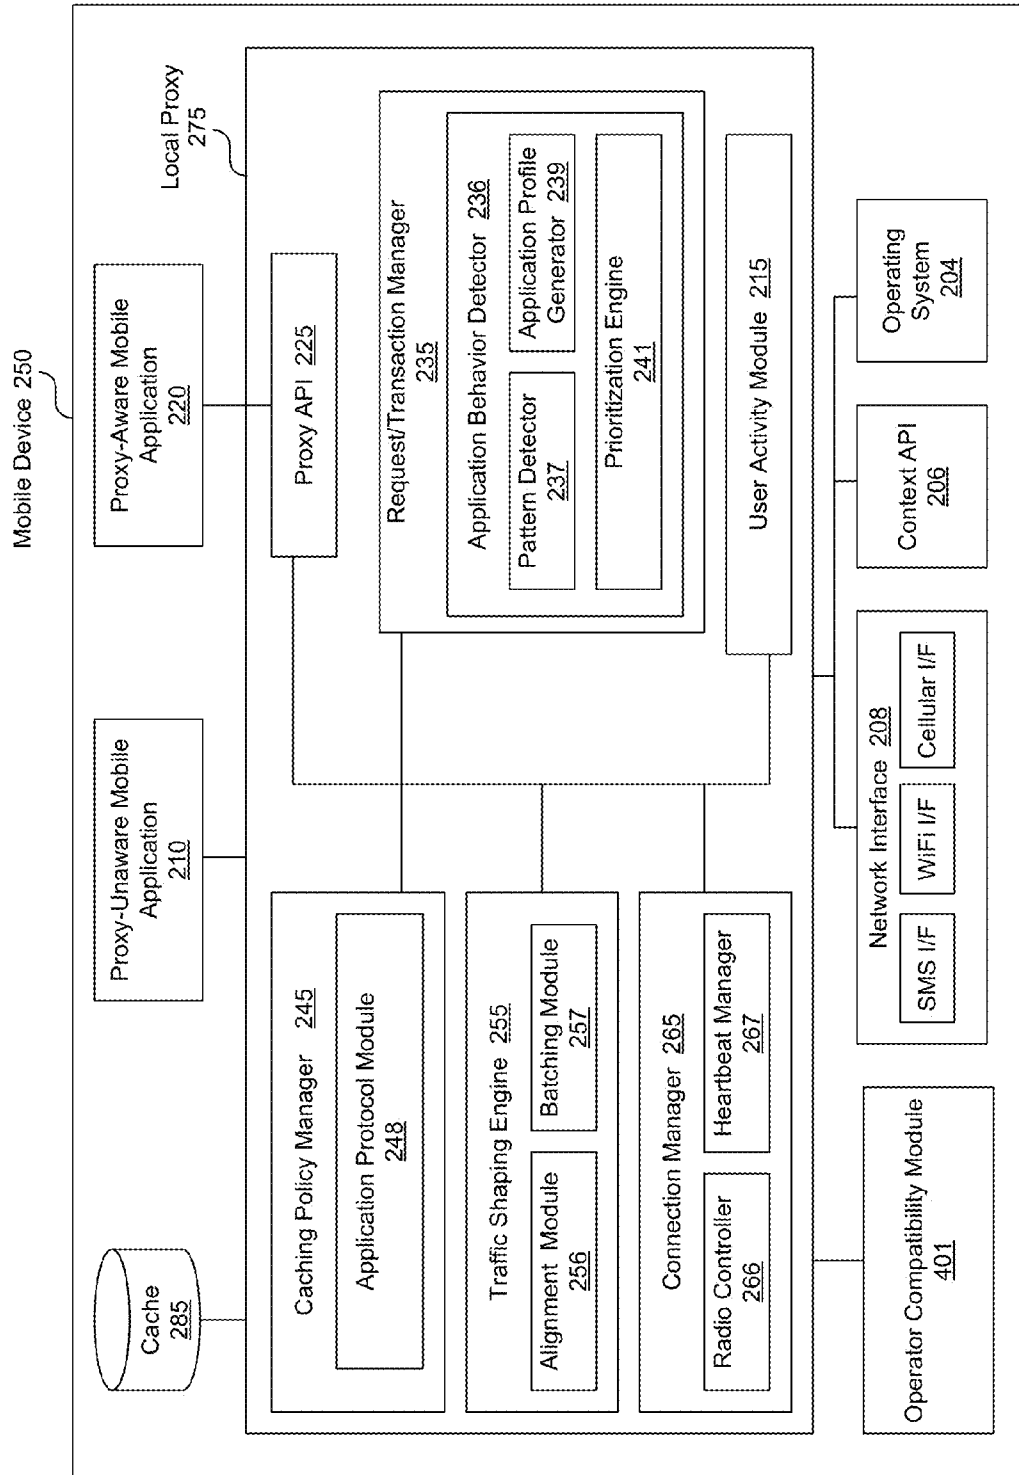 Mobile Device 250
Cache
285
Proxy-Unaware Mobile
Application
210
Proxy-Aware Mobile
Application
220
Local Proxy
275
Caching Policy Manager 245
Application Protocol Module
248
Traffic Shaping Engine 255
Alignment Module
256
Batching Module
257
Connection Manager 265
Radio Controller
266
Heartbeat Manager
267
Proxy API 225
Request/Transaction Manager
235
Application Behavior Detector 236
Pattern Detector
237
Application Profile
Generator 239
Prioritization Engine
241
User Activity Module 215
Operator Compatibility Module
401
Network Interface 208
SMS I/F
WiFi I/F
Cellular I/F
Context API
206
Operating
System
204